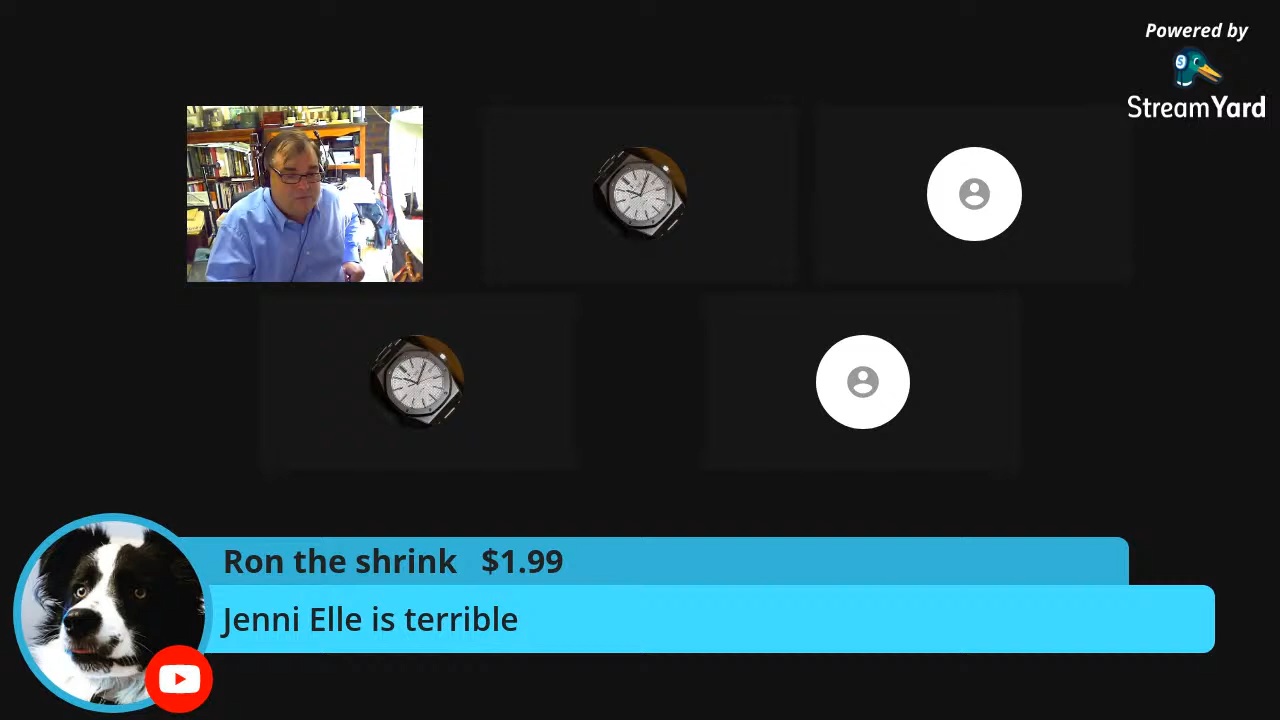 Powered by
StreamYard
Ron the shrink $1.99
Jenni Elle is terrible